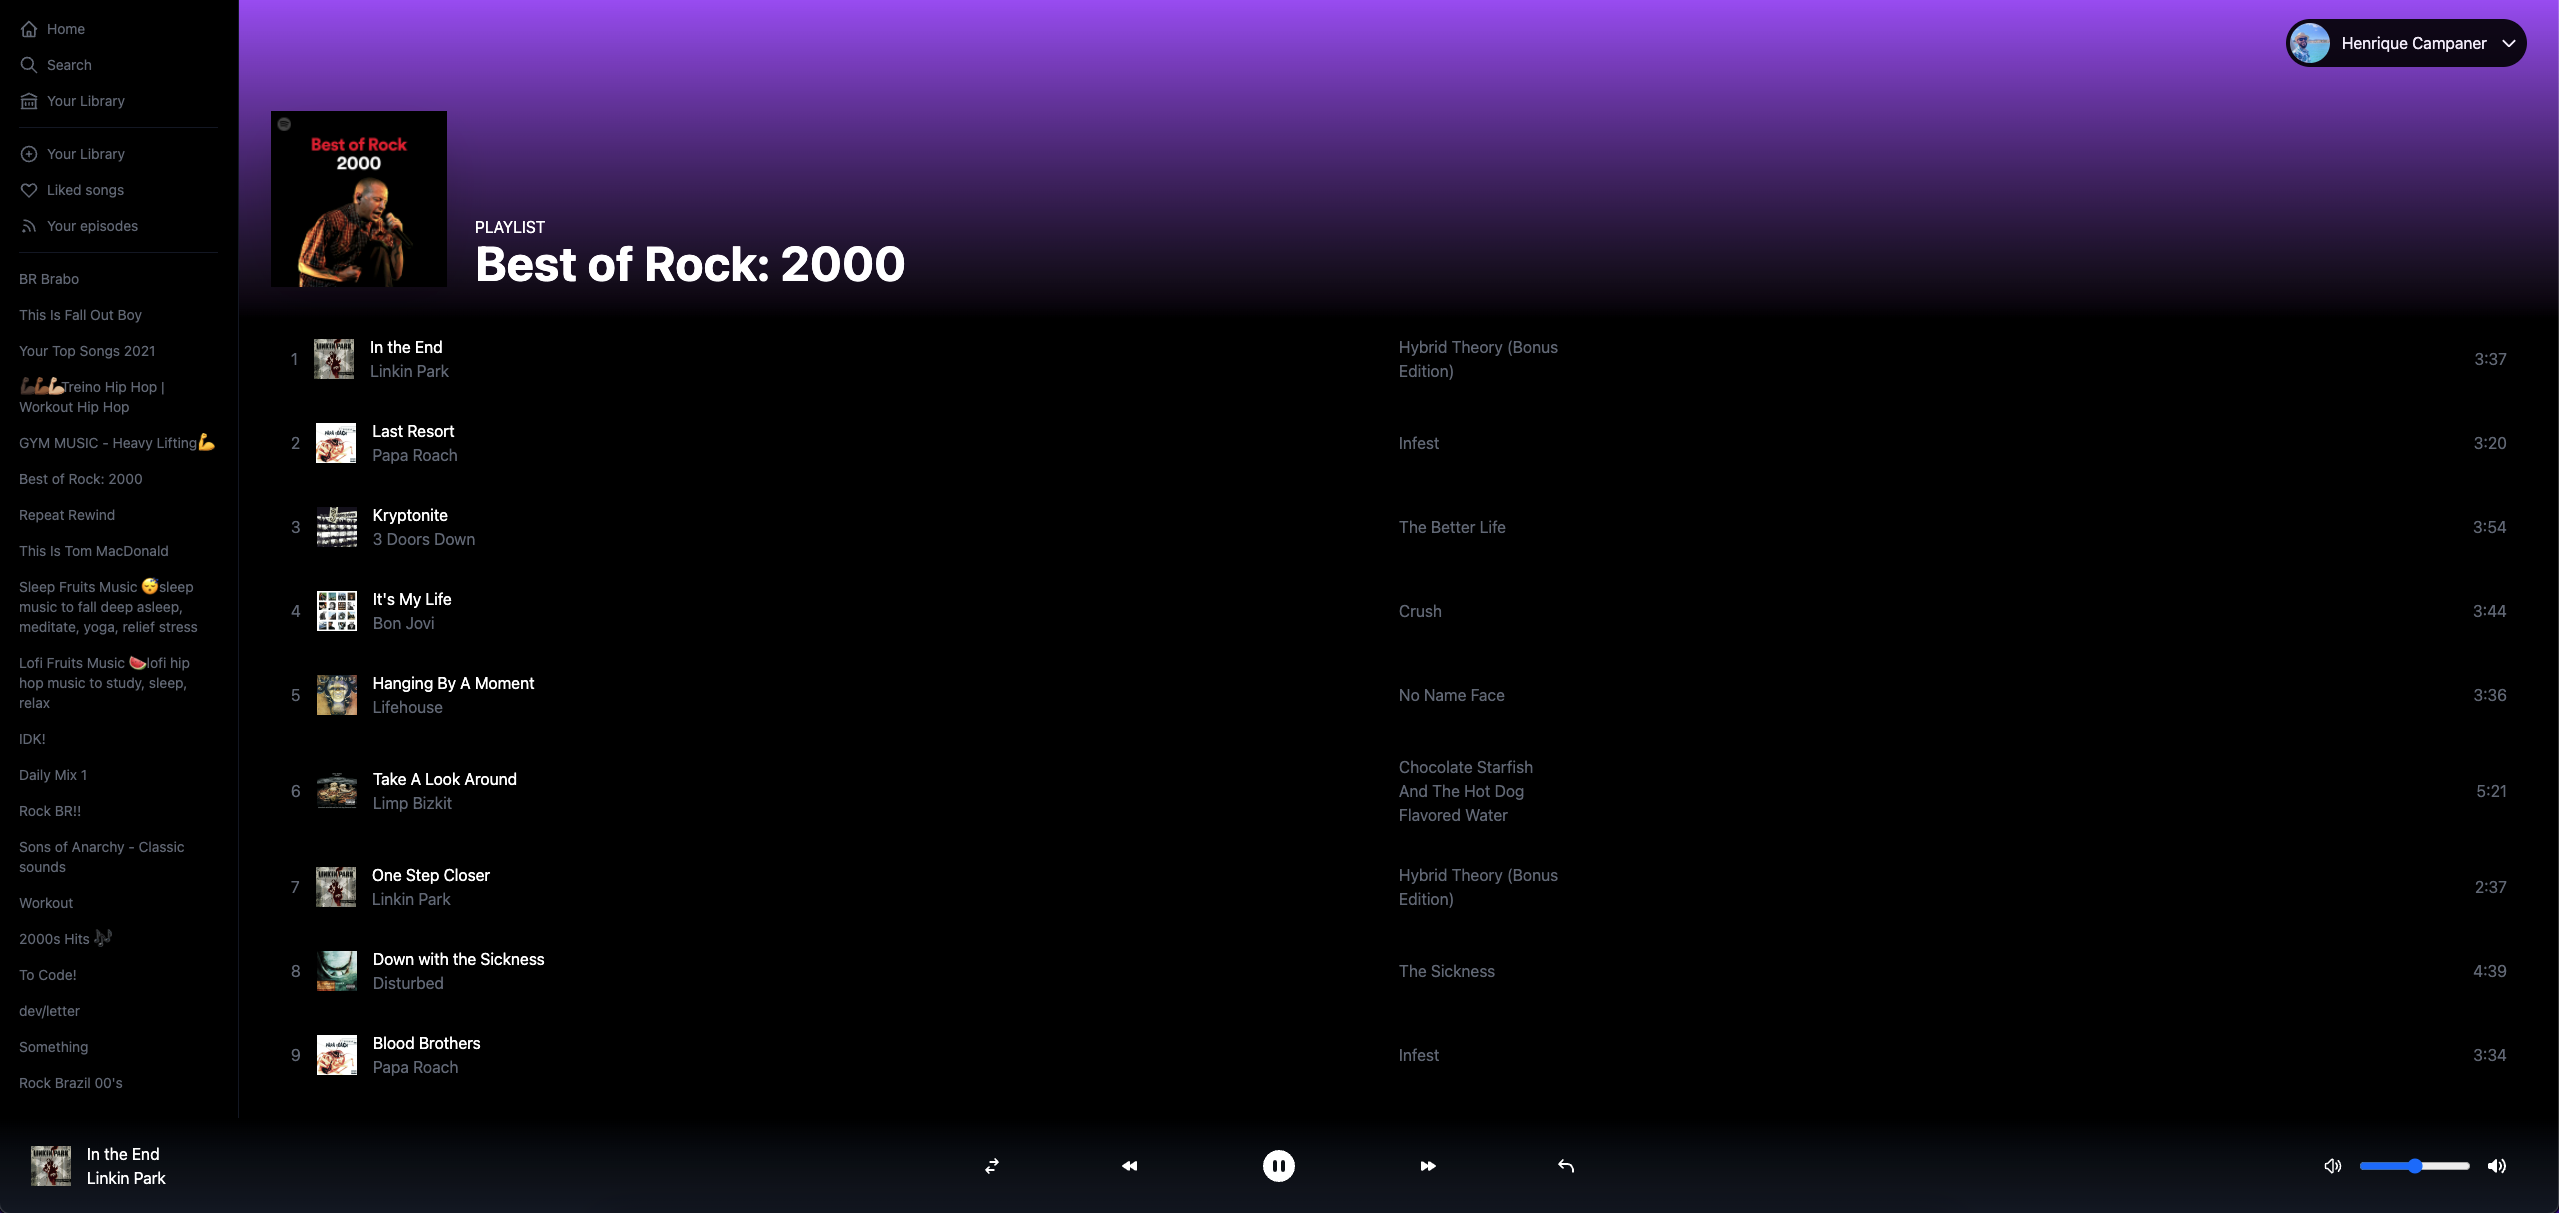 Home
Search
Your Library
Your Library
Liked songs
Your episodes
BR Brabo
This Is Fall Out Boy
Your Top Songs 2021
💪🏿💪🏾💪🏼Treino Hip Hop |
Workout Hip Hop
GYM MUSIC - Heavy Lifting💪
Best of Rock: 2000
Repeat Rewind
This Is Tom MacDonald
Sleep Fruits Music 😴sleep
music to fall deep asleep,
meditate, yoga, relief stress
Lofi Fruits Music 🍉lofi hip
hop music to study, sleep,
relax
IDK!
Daily Mix 1
Rock BR!!
Sons of Anarchy - Classic
sounds
Workout
2000s Hits 🎶
To Code!
dev/letter
Something
Rock Brazil 00's
Henrique Campaner
Best of Rock
2000
PLAYLIST
Best of Rock: 2000
1
LINKIN PARK
In the End
Linkin Park
Hybrid Theory (Bonus
Edition)
3:37
2
PAPA ROACH
Last Resort
Papa Roach
Infest
3:20
3
Kryptonite
3 Doors Down
The Better Life
3:54
4
It's My Life
Bon Jovi
Crush
3:44
5
Hanging By A Moment
Lifehouse
No Name Face
3:36
6
Take A Look Around
Limp Bizkit
Chocolate Starfish
And The Hot Dog
Flavored Water
5:21
7
LINKIN PARK
One Step Closer
Linkin Park
Hybrid Theory (Bonus
Edition)
2:37
8
Down with the Sickness
Disturbed
The Sickness
4:39
9
PAPA ROACH
Blood Brothers
Papa Roach
Infest
3:34
LINKIN PARK
In the End
Linkin Park